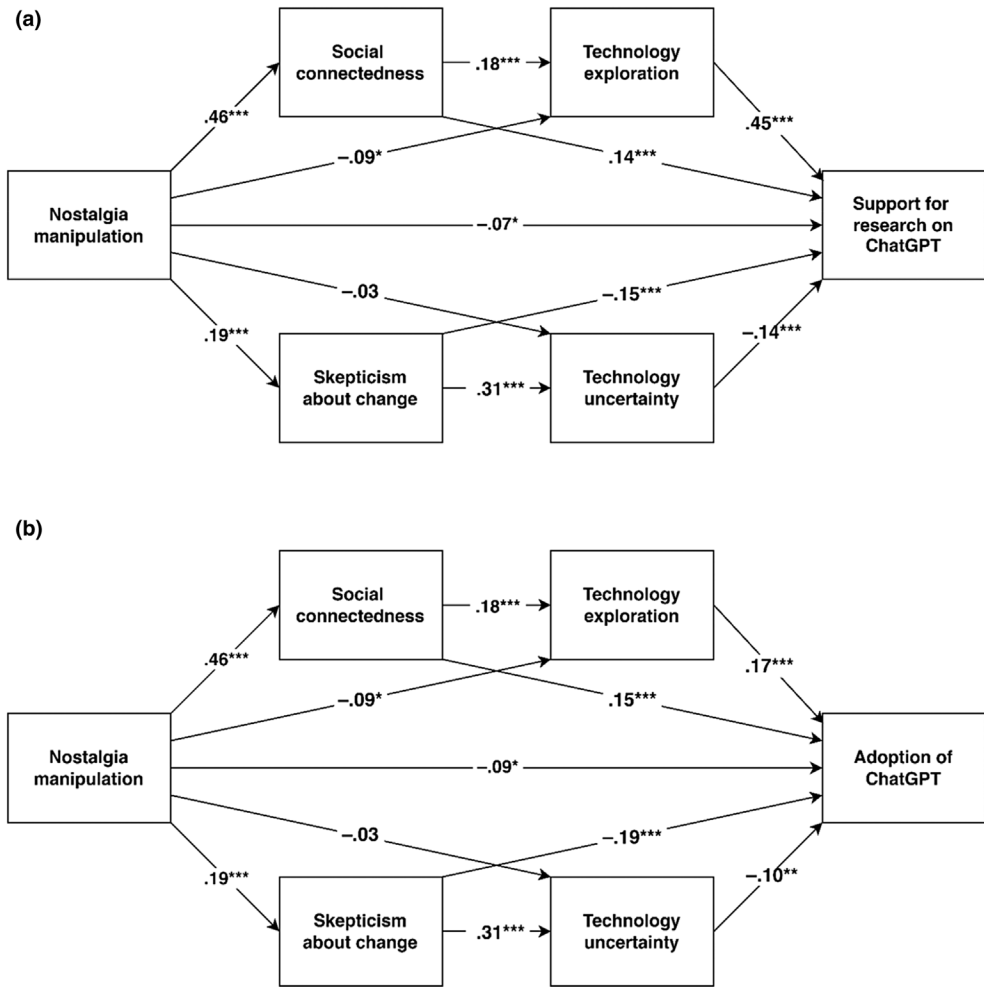 (a)
Social
connectedness
.18***
Technology
exploration
.46***
.45***
–.09*
.14***
Nostalgia
manipulation
–.07*
Support for
research on
ChatGPT
–.03
–.15***
.19***
–.14***
Skepticism
about change
.31***
Technology
uncertainty
(b)
Social
connectedness
.18***
Technology
exploration
.46***
.17***
–.09*
.15***
Nostalgia
manipulation
–.09*
Adoption of
ChatGPT
–.03
–.19***
.19***
–.10**
Skepticism
about change
.31***
Technology
uncertainty